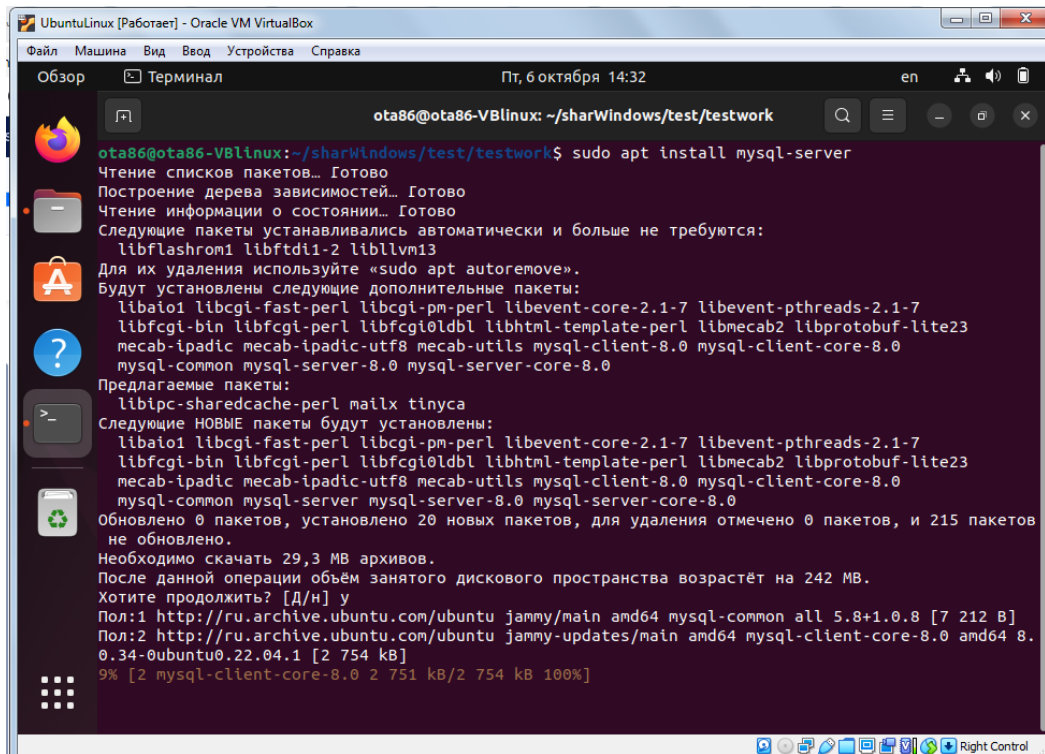 UbuntuLinux [Работает] - Oracle VM VirtualBox
Файл Машина Вид Ввод Устройства Справка
Обзор Терминал Пт, 6 октября 14:32 en
ota86@ota86-VBlinux: ~/sharWindows/test/testwork
ota86@ota86-VBlinux:~/sharWindows/test/testwork$ sudo apt install mysql-server
Чтение списков пакетов… Готово
Построение дерева зависимостей… Готово
Чтение информации о состоянии… Готово
Следующие пакеты устанавливались автоматически и больше не требуются:
libflashrom1 libftdi1-2 libllvm13
Для их удаления используйте «sudo apt autoremove».
Будут установлены следующие дополнительные пакеты:
libaio1 libcgi-fast-perl libcgi-pm-perl libevent-core-2.1-7 libevent-pthreads-2.1-7
libfcgi-bin libfcgi-perl libfcgi0ldbl libhtml-template-perl libmecab2 libprotobuf-lite23
mecab-ipadic mecab-ipadic-utf8 mecab-utils mysql-client-8.0 mysql-client-core-8.0
mysql-common mysql-server-8.0 mysql-server-core-8.0
Предлагаемые пакеты:
libipc-sharedcache-perl mailx tinyca
Следующие НОВЫЕ пакеты будут установлены:
libaio1 libcgi-fast-perl libcgi-pm-perl libevent-core-2.1-7 libevent-pthreads-2.1-7
libfcgi-bin libfcgi-perl libfcgi0ldbl libhtml-template-perl libmecab2 libprotobuf-lite23
mecab-ipadic mecab-ipadic-utf8 mecab-utils mysql-client-8.0 mysql-client-core-8.0
mysql-common mysql-server mysql-server-8.0 mysql-server-core-8.0
Обновлено 0 пакетов, установлено 20 новых пакетов, для удаления отмечено 0 пакетов, и 215 пакетов
не обновлено.
Необходимо скачать 29,3 MB архивов.
После данной операции объём занятого дискового пространства возрастёт на 242 MB.
Хотите продолжить? [Д/н] y
Пол:1 http://ru.archive.ubuntu.com/ubuntu jammy/main amd64 mysql-common all 5.8+1.0.8 [7 212 B]
Пол:2 http://ru.archive.ubuntu.com/ubuntu jammy-updates/main amd64 mysql-client-core-8.0 amd64 8.
0.34-0ubuntu0.22.04.1 [2 754 kB]
9% [2 mysql-client-core-8.0 2 751 kB/2 754 kB 100%]
Right Control